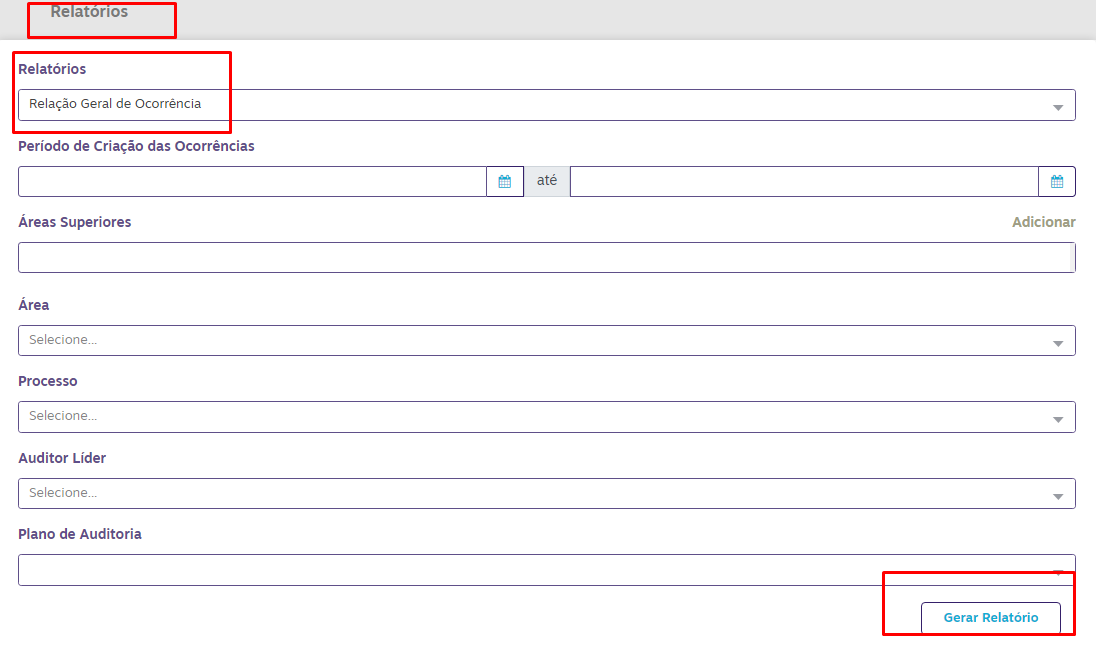 Relatórios
Relatórios
Relação Geral de Ocorrência
Período de Criação das Ocorrências
até
Áreas Superiores
Adicionar
Área
Selecione...
Processo
Selecione...
Auditor Líder
Selecione...
Plano de Auditoria
Gerar Relatório